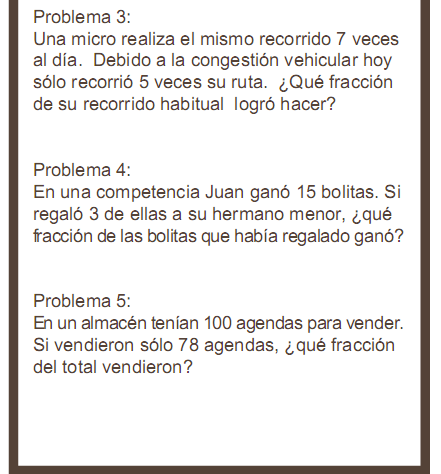 Problema 3:
Una micro realiza el mismo recorrido 7 veces
al día. Debido a la congestión vehicular hoy
sólo recorrió 5 veces su ruta. ¿Qué fracción
de su recorrido habitual logró hacer?
Problema 4:
En una competencia Juan ganó 15 bolitas. Si
regaló 3 de ellas a su hermano menor, ¿qué
fracción de las bolitas que había regalado ganó?
Problema 5:
En un almacén tenían 100 agendas para vender.
Si vendieron sólo 78 agendas, ¿qué fracción
del total vendieron?